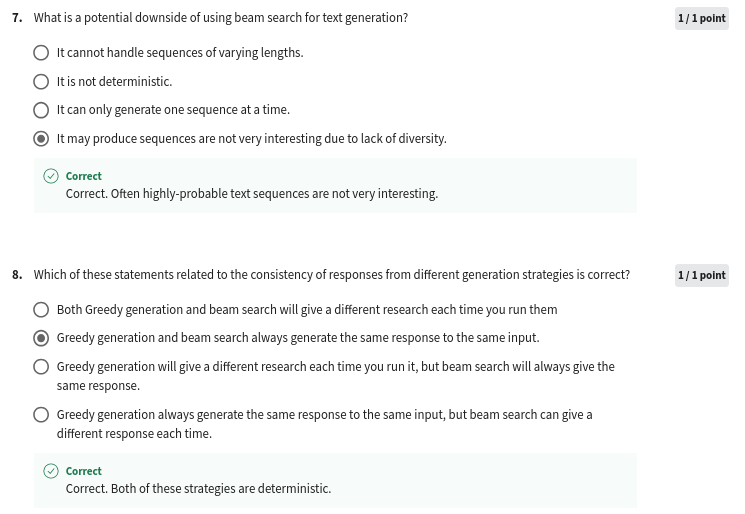 7. What is a potential downside of using beam search for text generation?
1 / 1 point
It cannot handle sequences of varying lengths.
It is not deterministic.
It can only generate one sequence at a time.
It may produce sequences are not very interesting due to lack of diversity.
Correct
Correct. Often highly-probable text sequences are not very interesting.
8. Which of these statements related to the consistency of responses from different generation strategies is correct?
1 / 1 point
Both Greedy generation and beam search will give a different research each time you run them
Greedy generation and beam search always generate the same response to the same input.
Greedy generation will give a different research each time you run it, but beam search will always give the
same response.
Greedy generation always generate the same response to the same input, but beam search can give a
different response each time.
Correct
Correct. Both of these strategies are deterministic.